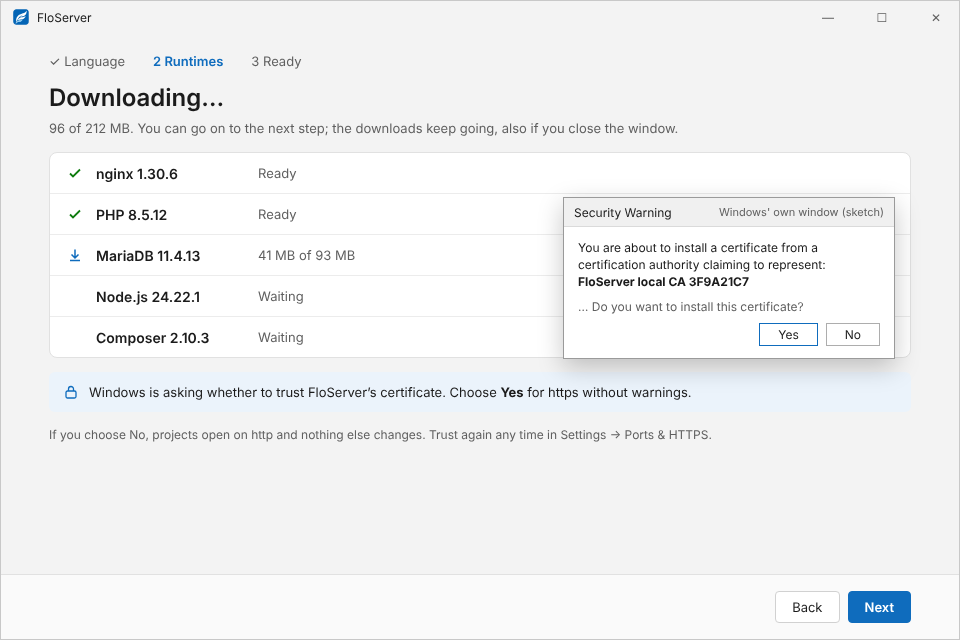 FloServer
Language
2 Runtimes
3 Ready
Downloading...
96 of 212 MB. You can go on to the next step; the downloads keep going, also if you close the window.
nginx 1.30.6 Ready
PHP 8.5.12 Ready
MariaDB 11.4.13 41 MB of 93 MB
Node.js 24.22.1 Waiting
Composer 2.10.3 Waiting
Security Warning Windows' own window (sketch)
You are about to install a certificate from a
certification authority claiming to represent:
FloServer local CA 3F9A21C7
... Do you want to install this certificate?
Yes No
Windows is asking whether to trust FloServer’s certificate. Choose Yes for https without warnings.
If you choose No, projects open on http and nothing else changes. Trust again any time in Settings → Ports & HTTPS.
Back Next